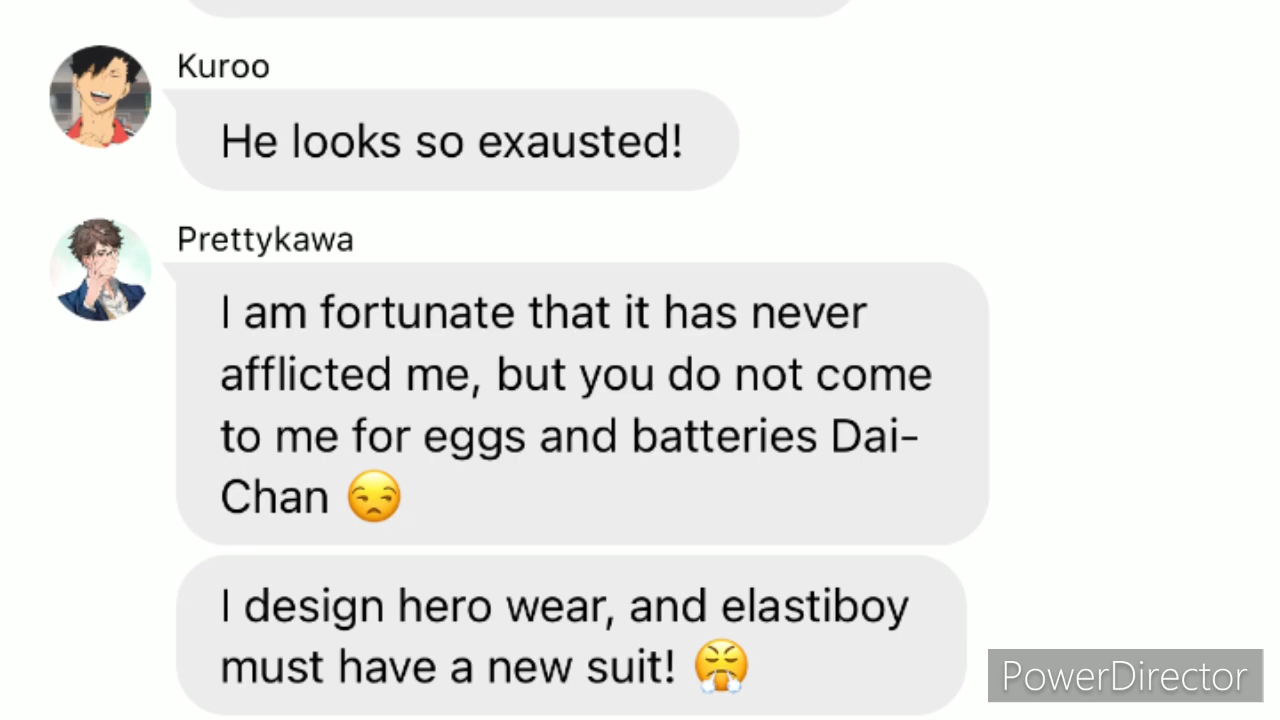 Kuroo
He looks so exausted!
Prettykawa
I am fortunate that it has never
afflicted me, but you do not come
to me for eggs and batteries Dai-
Chan 😒
I design hero wear, and elastiboy
must have a new suit! 😤
PowerDirector